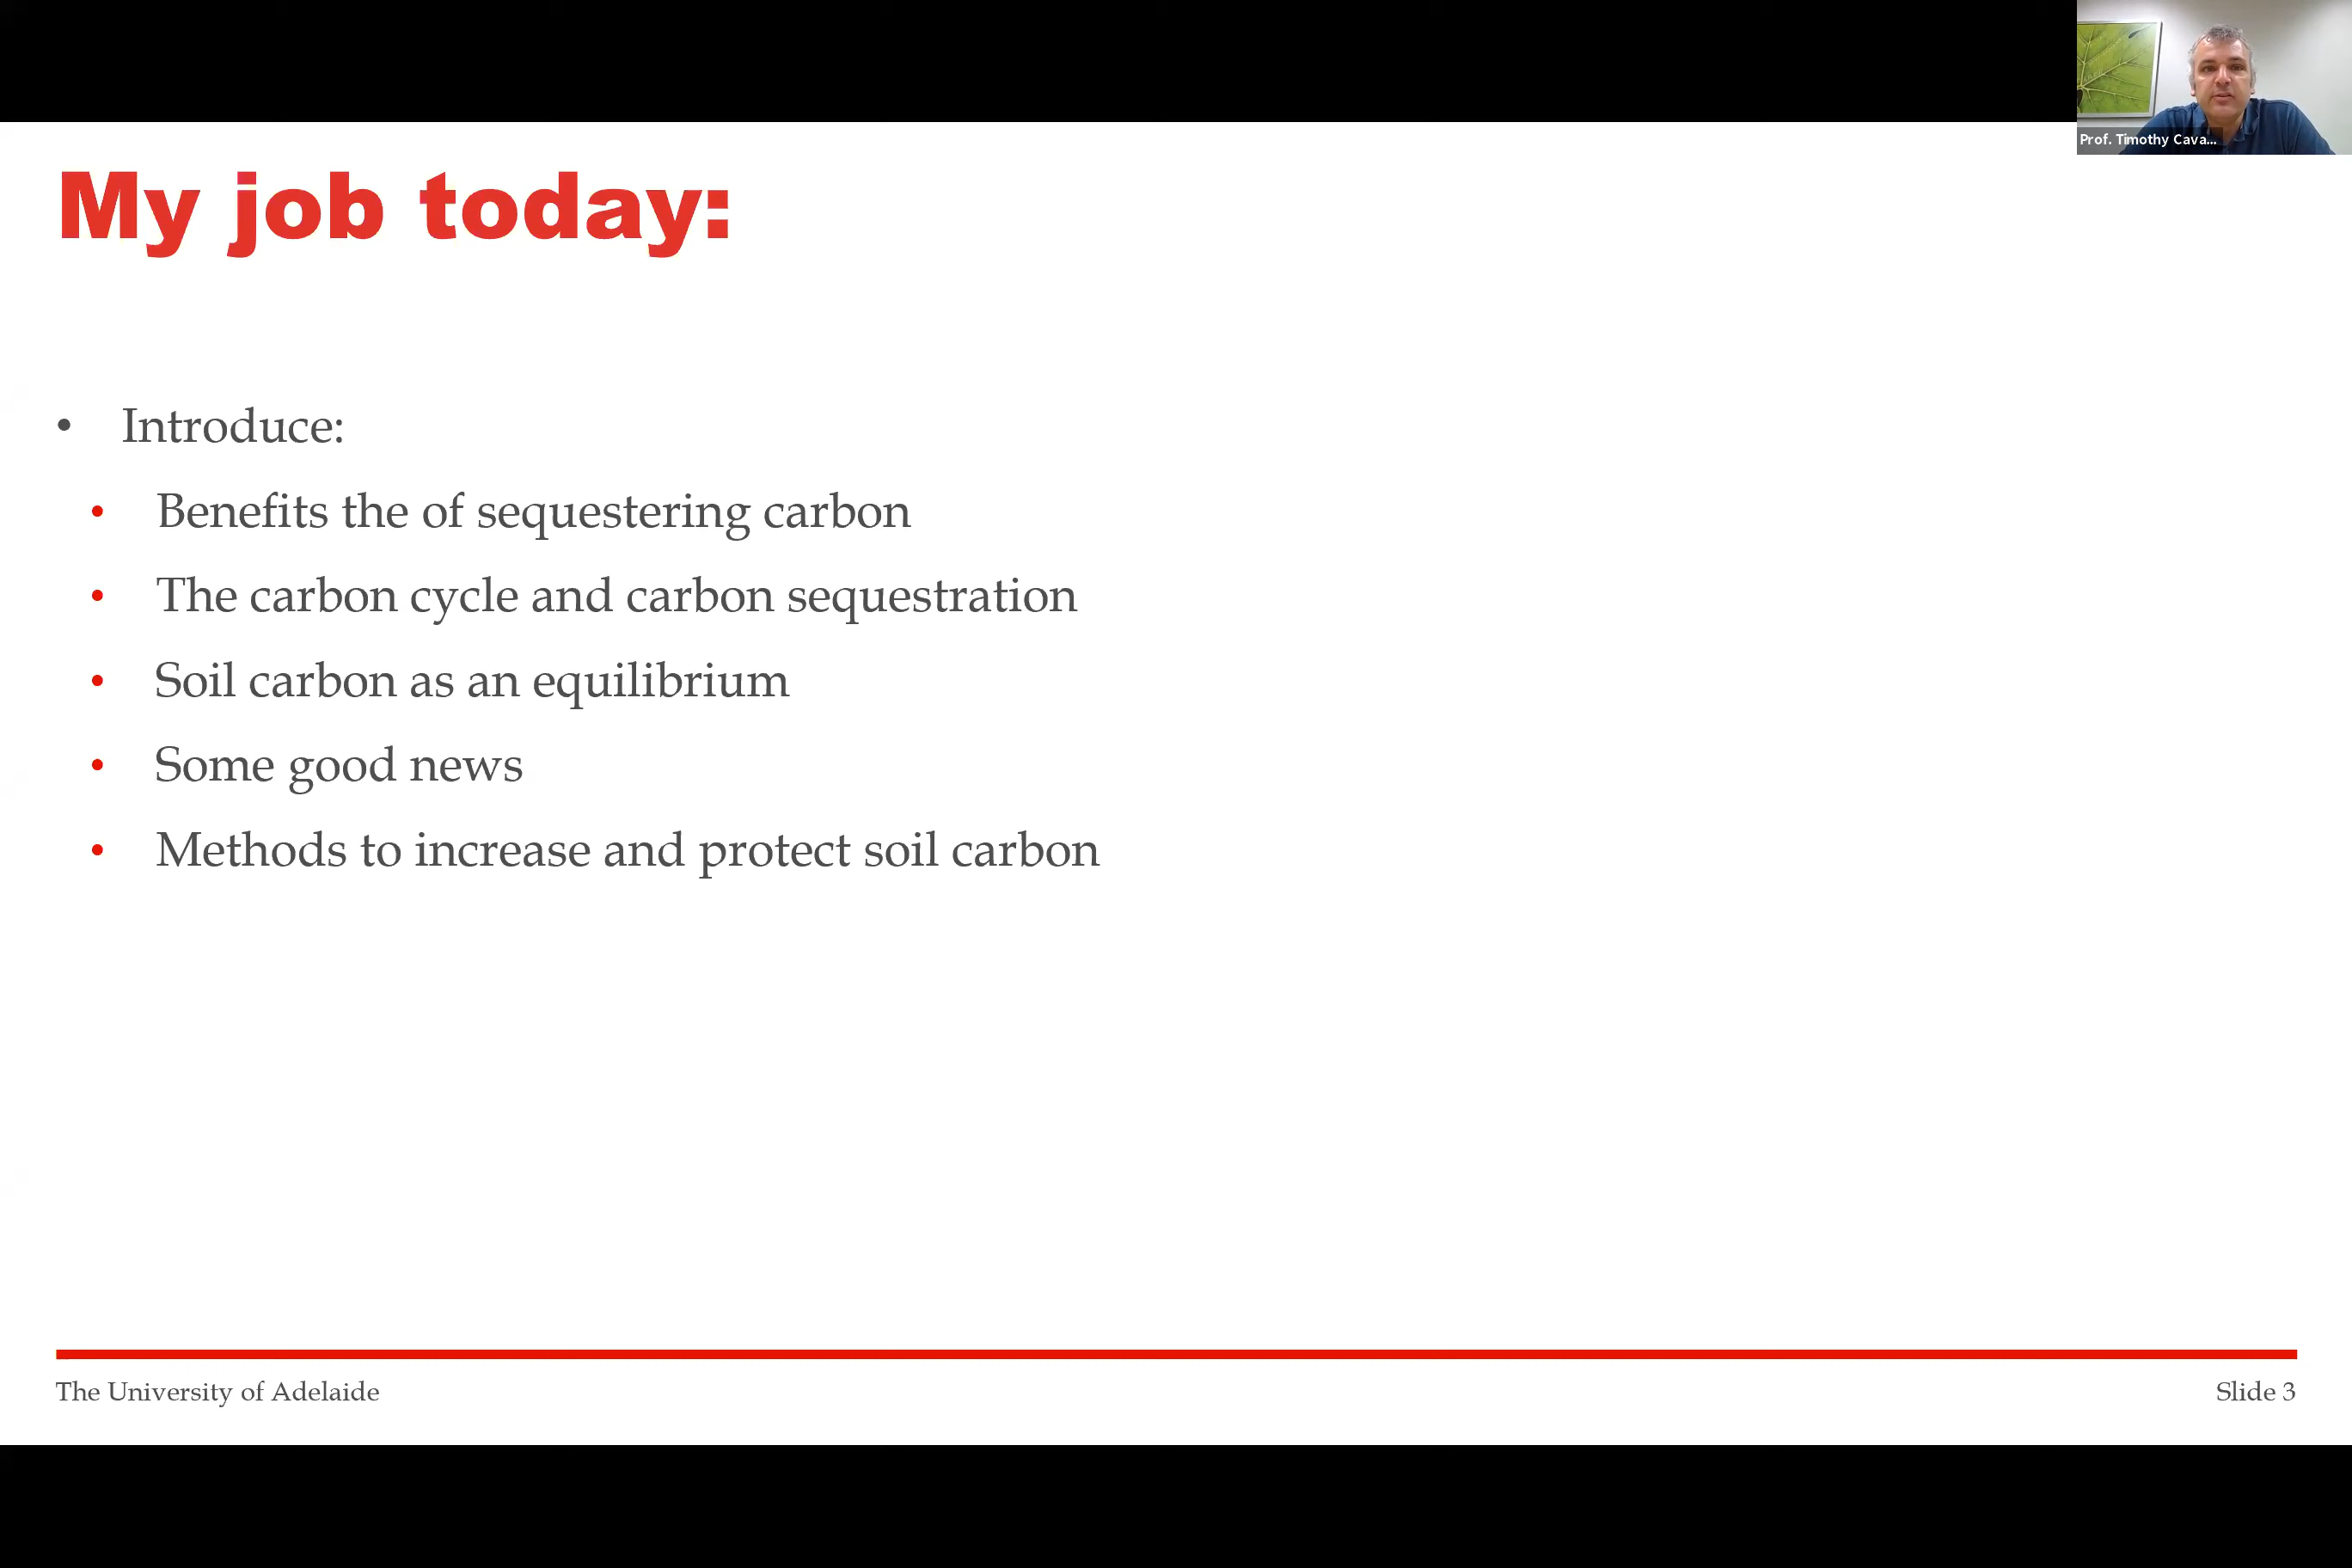 Prof. Timothy Cava...
My job today:
• Introduce:
• Benefits the of sequestering carbon
• The carbon cycle and carbon sequestration
• Soil carbon as an equilibrium
• Some good news
• Methods to increase and protect soil carbon
The University of Adelaide
Slide 3